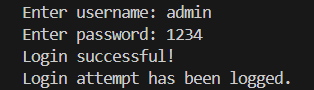 Enter username: admin
Enter password: 1234
Login successful!
Login attempt has been logged.